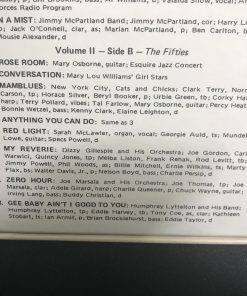 orces Radio Program
N A MIST: Jimmy McPartland Band; Jimmy McPartland, cor; Harry
p; Jack O'Connell, clar, as; Marian McPartland, p; Ben Carlton, b
Mousie Alexander, d
Volume II – Side B – The Fifties
ROSE ROOM: Mary Osborne, guitar; Esquire Jazz Concert
CONVERSATION: Mary Lou Williams' Girl Stars
MAMBLUES: New York City, Cats and Chicks; Clark Terry, Norm
Carson, v; Horace Silver, Beryl Booker, p; Urbie Green, tb; Corky
harp; Terry Pollard, vibes; Tal Farlow, Mary Osborne, guitar; Percy Heat
Bonnie Wetzel, bass; Kenny Clark, Elaine Leighton, d
ANYTHING YOU CAN DO: Same as 3
RED LIGHT: Sarah McLawler, organ, vocal; Georgie Auld, ts; Mundel
Lowe, guitar; Specs Powell, d
MY REVERIE: Dizzy Gillespie and His Orchestra; Joe Gordon, Carl
Warwick, Quincy Jones, tp; Melba Liston, Frank Rehak, Rod Levitt, tb;
Jimmy Powell, Phil Woods, as; Billie Mitchell, Ernie Wilkins, ts; Marty
Flax, bs; Walter Davis, Jr., p; Nelson Boyd, b; Charlie Persip, d
ZERO HOUR: Joe Marsala and His Orchestra; Joe Thomas, tp; Joe
Marsala, clar; Adele Girard, harp; Charlie Queener, p; Chuck Wayne, guitar;
Irving Lang, bass; Buddy Christian, d
GEE BABY AIN'T I GOOD TO YOU: Humphrey Lyttelton and His Band;
Humphrey Lyttelton, tp; Eddie Harvey, tb; Tony Coe, as, clar; Kathleen
Stobart, ts; Ian Armit, p; Brian Brocklehurst, bass; Eddie Taylor, d